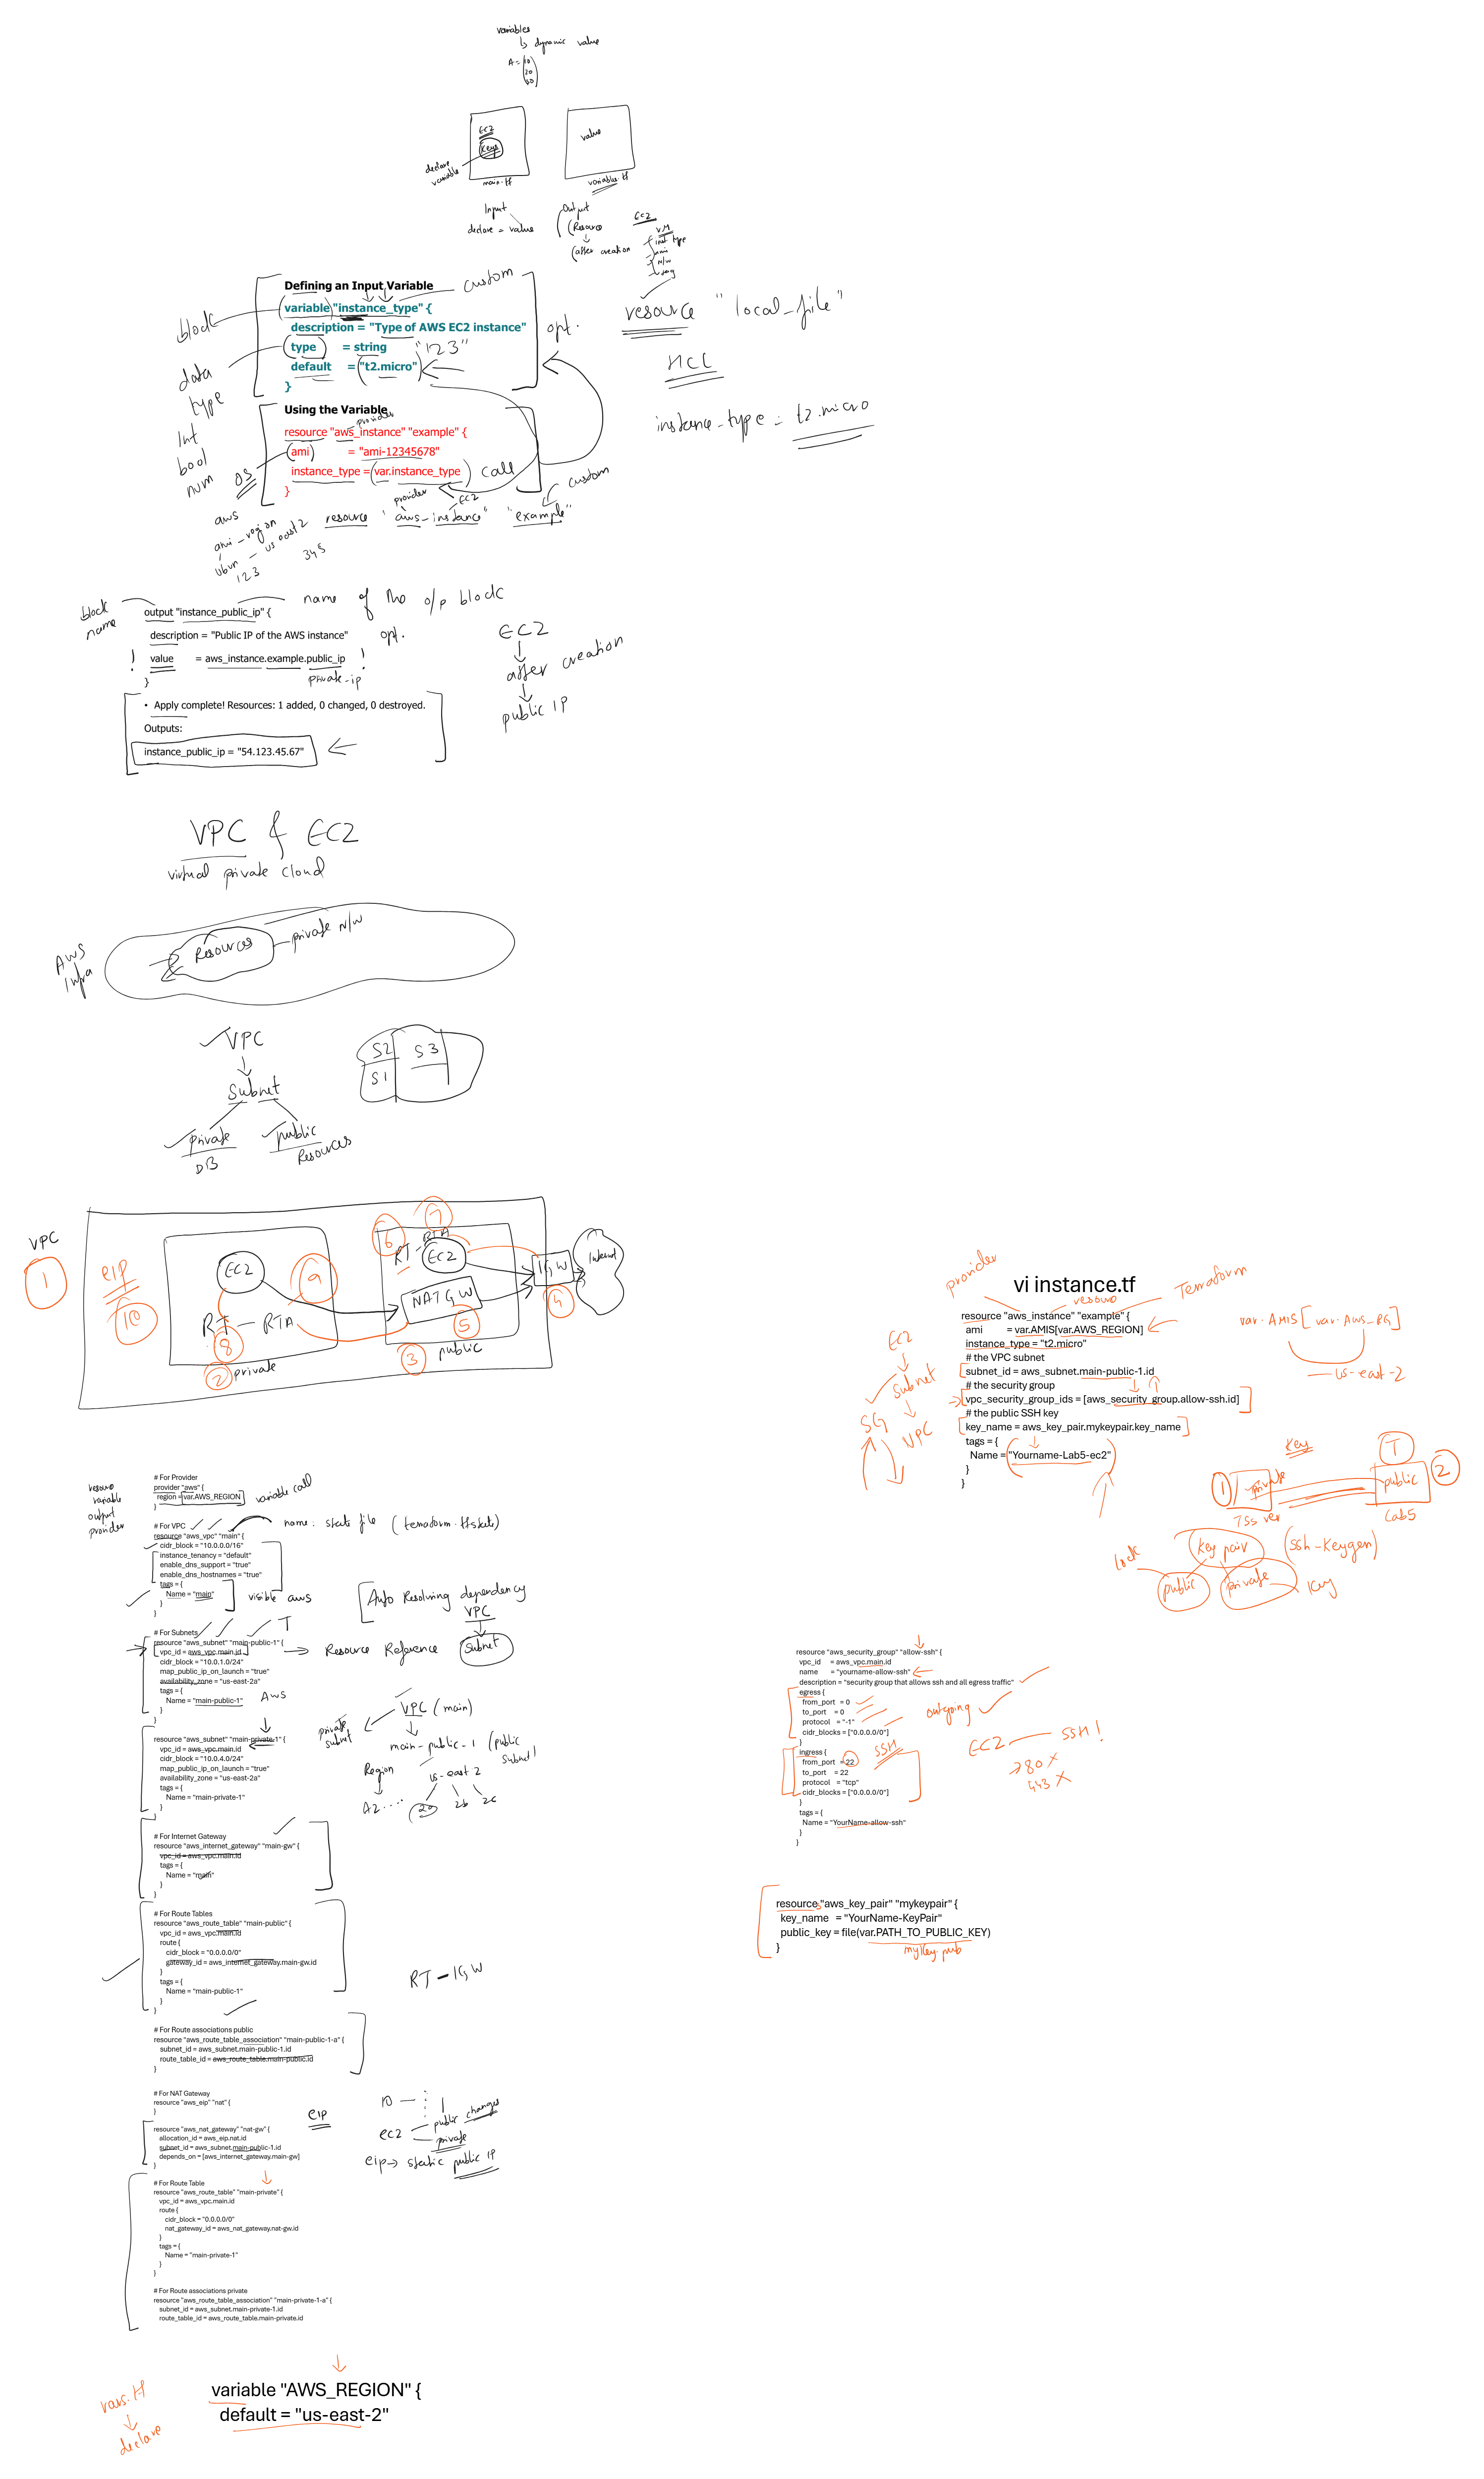 variables
↳ dynamic value
A = 10
20
30
EC2
keys
declare
variable
main.tf
value
variables.tf
Input
declare = value
Output
(Resource
(after creation
EC2
VM
inst type
ami
N/w
Defining an Input Variable
custom
block
variable "instance_type" {
description = "Type of AWS EC2 instance"
type = string
"123"
default = "t2.micro"
}
opt.
data
type
Int
bool
num
resource "local_file"
HCL
instance_type = t2.micro
Using the Variable
provider
resource "aws_instance" "example" {
ami = "ami-12345678"
instance_type = var.instance_type
call
}
OS
provider
EC2
custom
resource "aws_instance" "example"
aws
ami - region
ubun - us east 2
123
345
block
name
name of the o/p block
output "instance_public_ip" {
description = "Public IP of the AWS instance"
opt.
! value = aws_instance.example.public_ip !
private_ip
}
• Apply complete! Resources: 1 added, 0 changed, 0 destroyed.
Outputs:
instance_public_ip = "54.123.45.67"
EC2
after creation
public IP
VPC & EC2
virtual private cloud
AWS
Infra
Resources
private N/W
VPC
Subnet
private
DB
public
Resources
S2
S3
S1
VPC
1
eip
10
EC2
RT - RTA
8
9
2
private
6
7
RT - RTA
EC2
NAT GW
5
3
public
IGW
4
Internet
# For Provider
provider "aws" {
region = var.AWS_REGION
}
variable call
resource
variable
output
provider
# For VPC
resource "aws_vpc" "main" {
cidr_block = "10.0.0.0/16"
instance_tenancy = "default"
enable_dns_support = "true"
enable_dns_hostnames = "true"
tags = {
Name = "main"
}
}
name: state file (terraform.tfstate)
visible aws
Auto Resolving dependency
VPC
Subnet
# For Subnets
T
resource "aws_subnet" "main-public-1" {
vpc_id = aws_vpc.main.id
cidr_block = "10.0.1.0/24"
map_public_ip_on_launch = "true"
availability_zone = "us-east-2a"
tags = {
Name = "main-public-1"
}
}
Resource Reference
AWS
resource "aws_subnet" "main-private-1" {
vpc_id = aws_vpc.main.id
cidr_block = "10.0.4.0/24"
map_public_ip_on_launch = "true"
availability_zone = "us-east-2a"
tags = {
Name = "main-private-1"
}
}
private
subnet
VPC (main)
main-public-1 (public
subnet)
Region
us-east-2
AZ ....
2a 2b 2c
# For Internet Gateway
resource "aws_internet_gateway" "main-gw" {
vpc_id = aws_vpc.main.id
tags = {
Name = "main"
}
}
# For Route Tables
resource "aws_route_table" "main-public" {
vpc_id = aws_vpc.main.id
route {
cidr_block = "0.0.0.0/0"
gateway_id = aws_internet_gateway.main-gw.id
}
tags = {
Name = "main-public-1"
}
}
RT - IGW
# For Route associations public
resource "aws_route_table_association" "main-public-1-a" {
subnet_id = aws_subnet.main-public-1.id
route_table_id = aws_route_table.main-public.id
}
# For NAT Gateway
resource "aws_eip" "nat" {
}
resource "aws_nat_gateway" "nat-gw" {
allocation_id = aws_eip.nat.id
subnet_id = aws_subnet.main-public-1.id
depends_on = [aws_internet_gateway.main-gw]
}
eip
10
ec2
public changes
private
eip → static public IP
# For Route Table
resource "aws_route_table" "main-private" {
vpc_id = aws_vpc.main.id
route {
cidr_block = "0.0.0.0/0"
nat_gateway_id = aws_nat_gateway.nat-gw.id
}
tags = {
Name = "main-private-1"
}
}
# For Route associations private
resource "aws_route_table_association" "main-private-1-a" {
subnet_id = aws_subnet.main-private-1.id
route_table_id = aws_route_table.main-private.id
vars.tf
declare
variable "AWS_REGION" {
default = "us-east-2"
provider
vi instance.tf
Terraform
resource "aws_instance" "example" {
ami = var.AMIS[var.AWS_REGION]
instance_type = "t2.micro"
# the VPC subnet
subnet_id = aws_subnet.main-public-1.id
# the security group
vpc_security_group_ids = [aws_security_group.allow-ssh.id]
# the public SSH key
key_name = aws_key_pair.mykeypair.key_name
tags = {
Name = "Yourname-Lab5-ec2"
}
}
EC2
Subnet
SG
VPC
var.AMIS[var.AWS_RG]
us-east-2
Key
T
1
private
public
2
Lab5
key pair
(ssh-keygen)
lock
public
private
key
resource "aws_security_group" "allow-ssh" {
vpc_id = aws_vpc.main.id
name = "yourname-allow-ssh"
description = "security group that allows ssh and all egress traffic"
egress {
from_port = 0
to_port = 0
protocol = "-1"
cidr_blocks = ["0.0.0.0/0"]
}
outgoing
ingress {
from_port = 22
to_port = 22
protocol = "tcp"
cidr_blocks = ["0.0.0.0/0"]
}
SSH
tags = {
Name = "YourName-allow-ssh"
}
}
EC2 — SSH!
→ 80 X
443 X
resource "aws_key_pair" "mykeypair" {
key_name = "YourName-KeyPair"
public_key = file(var.PATH_TO_PUBLIC_KEY)
}
mykey.pub